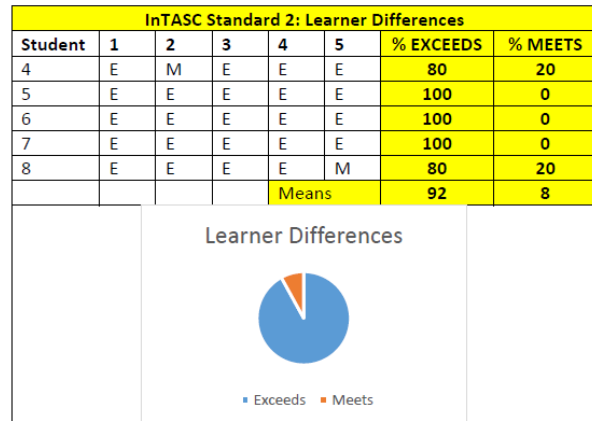 InTASC Standard 2: Learner Differences
Student 1 2 3 4 5 % EXCEEDS % MEETS
4 E M E E E 80 20
5 E E E E E 100 0
6 E E E E E 100 0
7 E E E E E 100 0
8 E E E E M 80 20
Means 92 8
Learner Differences
Exceeds Meets